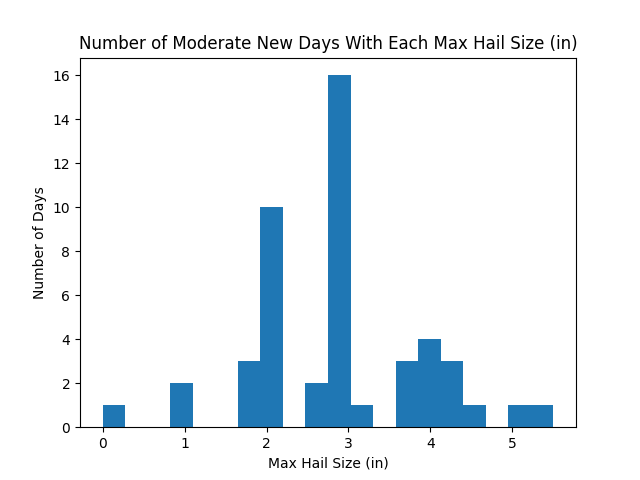 Number of Moderate New Days With Each Max Hail Size (in)
Number of Days
16
14
12
10
8
6
4
2
0
0 1 2 3 4 5
Max Hail Size (in)